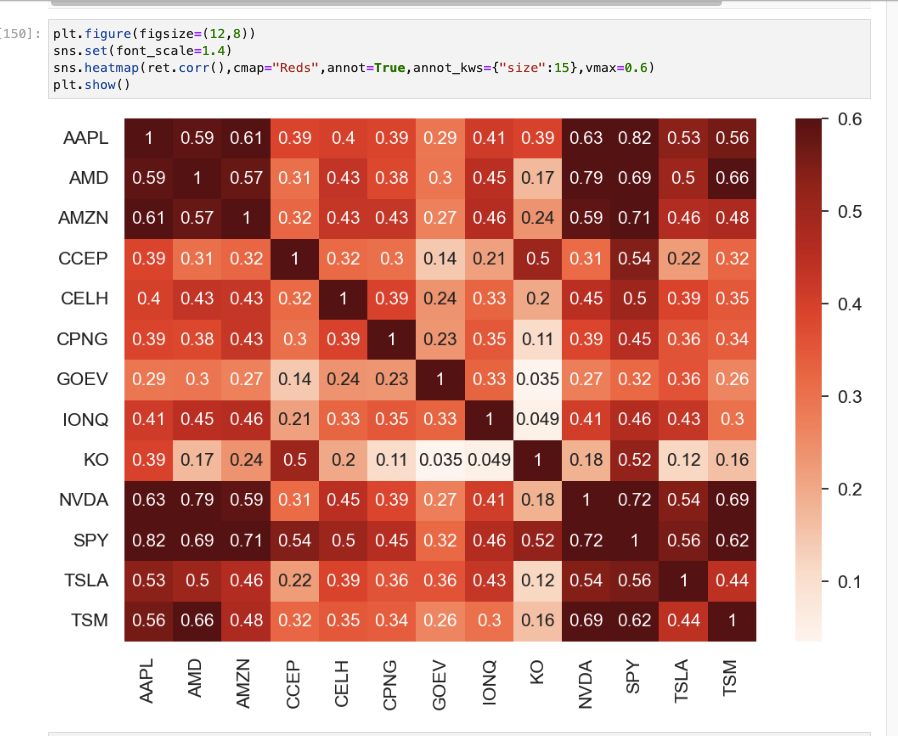 [150]: plt.figure(figsize=(12,8))
sns.set(font_scale=1.4)
sns.heatmap(ret.corr(),cmap="Reds",annot=True,annot_kws={"size":15},vmax=0.6)
plt.show()
AAPL 1 0.59 0.61 0.39 0.4 0.39 0.29 0.41 0.39 0.63 0.82 0.53 0.56
AMD 0.59 1 0.57 0.31 0.43 0.38 0.3 0.45 0.17 0.79 0.69 0.5 0.66
AMZN 0.61 0.57 1 0.32 0.43 0.43 0.27 0.46 0.24 0.59 0.71 0.46 0.48
CCEP 0.39 0.31 0.32 1 0.32 0.3 0.14 0.21 0.5 0.31 0.54 0.22 0.32
CELH 0.4 0.43 0.43 0.32 1 0.39 0.24 0.33 0.2 0.45 0.5 0.39 0.35
CPNG 0.39 0.38 0.43 0.3 0.39 1 0.23 0.35 0.11 0.39 0.45 0.36 0.34
GOEV 0.29 0.3 0.27 0.14 0.24 0.23 1 0.33 0.035 0.27 0.32 0.36 0.26
IONQ 0.41 0.45 0.46 0.21 0.33 0.35 0.33 1 0.049 0.41 0.46 0.43 0.3
KO 0.39 0.17 0.24 0.5 0.2 0.11 0.035 0.049 1 0.18 0.52 0.12 0.16
NVDA 0.63 0.79 0.59 0.31 0.45 0.39 0.27 0.41 0.18 1 0.72 0.54 0.69
SPY 0.82 0.69 0.71 0.54 0.5 0.45 0.32 0.46 0.52 0.72 1 0.56 0.62
TSLA 0.53 0.5 0.46 0.22 0.39 0.36 0.36 0.43 0.12 0.54 0.56 1 0.44
TSM 0.56 0.66 0.48 0.32 0.35 0.34 0.26 0.3 0.16 0.69 0.62 0.44 1
AAPL AMD AMZN CCEP CELH CPNG GOEV IONQ KO NVDA SPY TSLA TSM
0.6
0.5
0.4
0.3
0.2
0.1